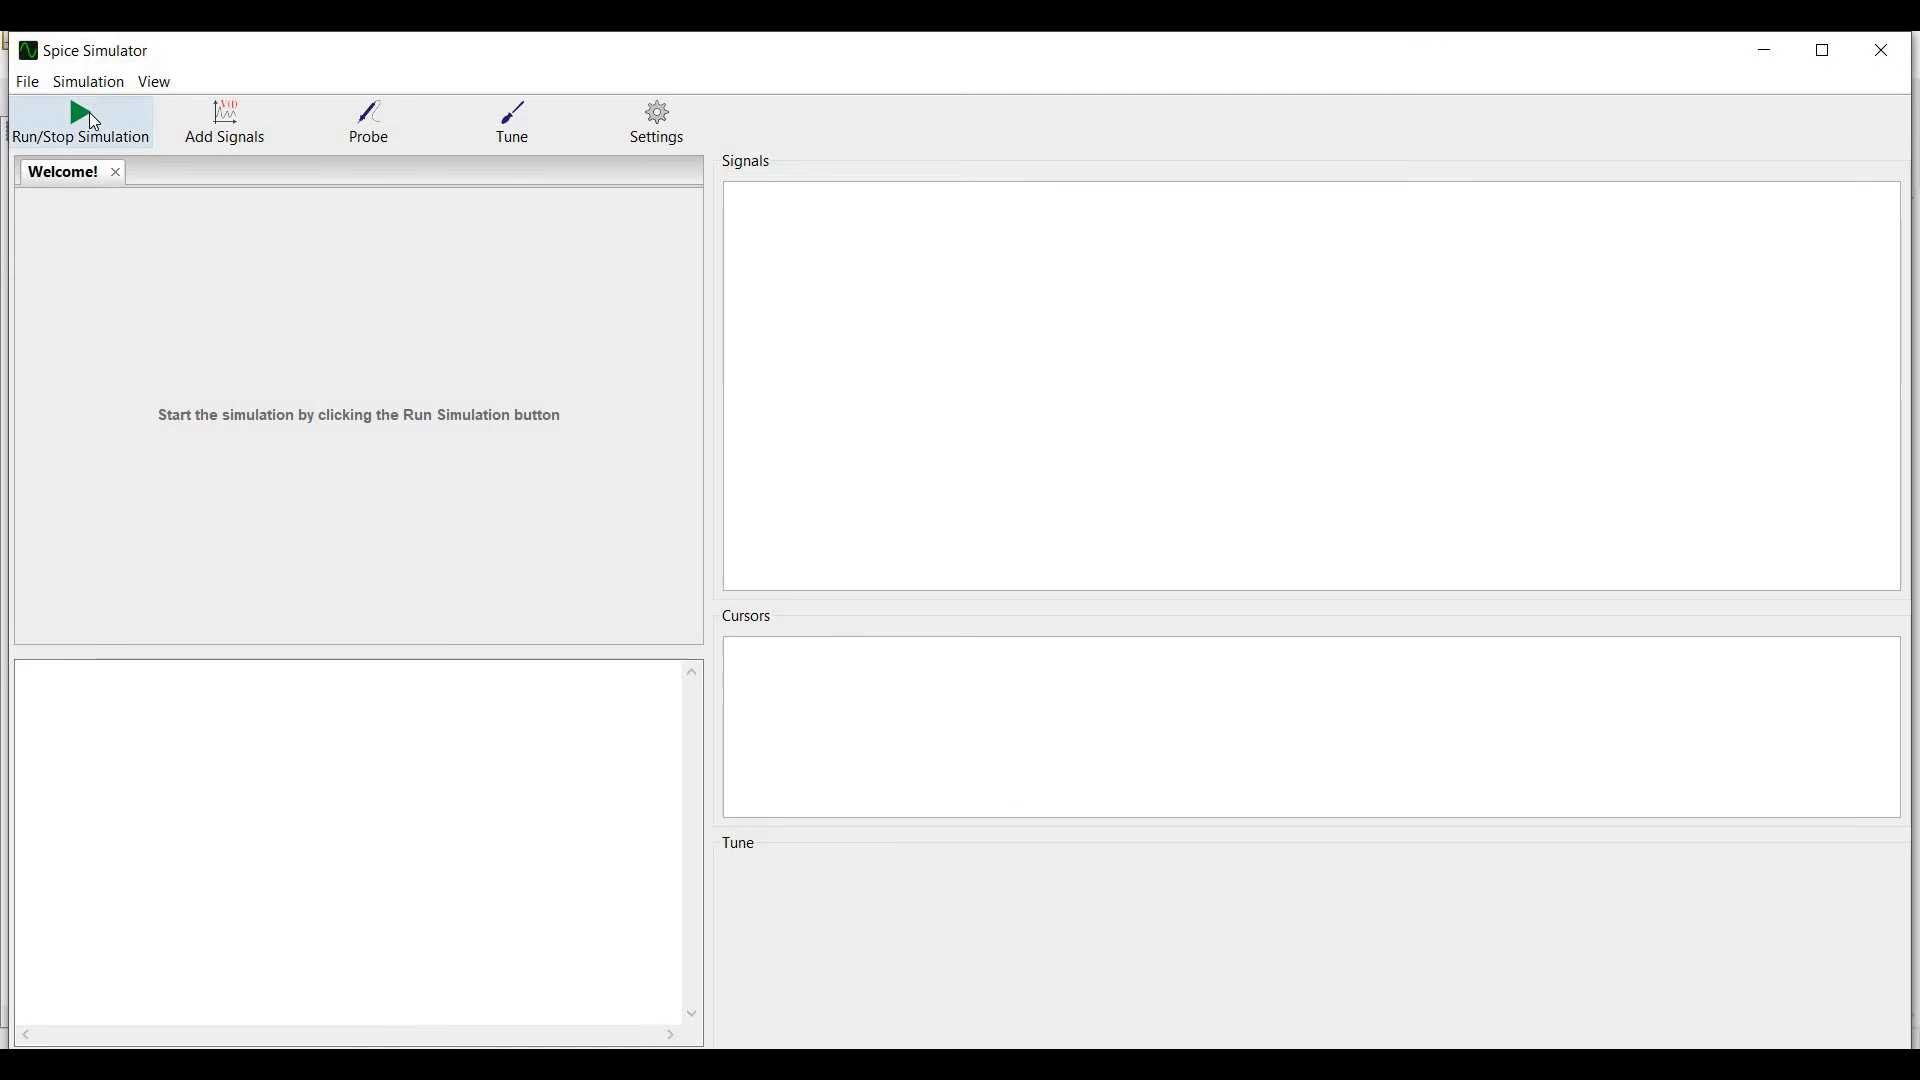 Spice Simulator
File Simulation View
V(t)
Run/Stop Simulation Add Signals Probe Tune Settings
Welcome!
Signals
Start the simulation by clicking the Run Simulation button
Cursors
Tune